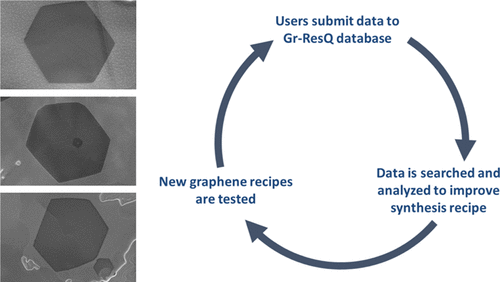 Users submit data to
Gr-ResQ database
Data is searched and
analyzed to improve
synthesis recipe
New graphene recipes
are tested